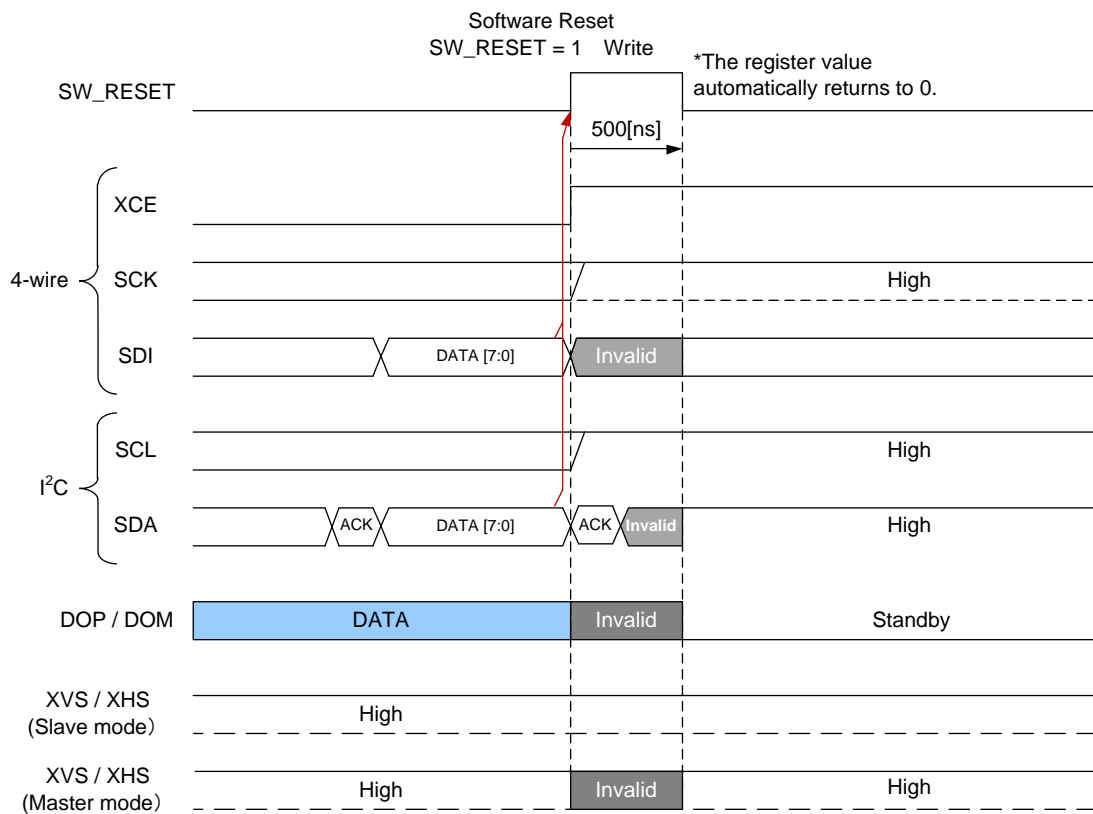 Software Reset
SW_RESET = 1 Write
*The register value
automatically returns to 0.
SW_RESET
500[ns]
XCE
4-wire
SCK
High
SDI
DATA [7:0]
Invalid
SCL
High
I²C
SDA
ACK
DATA [7:0]
ACK
Invalid
High
DOP / DOM
DATA
Invalid
Standby
XVS / XHS
(Slave mode）
High
XVS / XHS
(Master mode）
High
Invalid
High